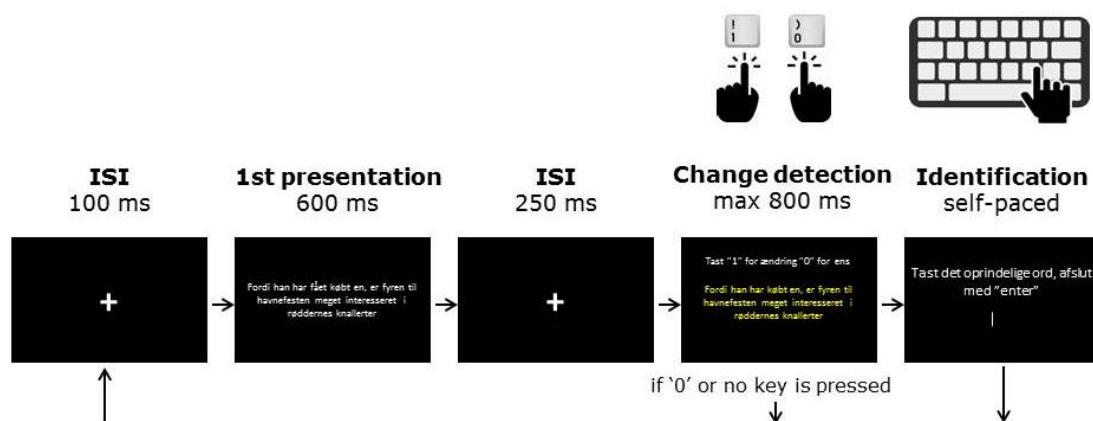 ! 1
) 0
ISI
100 ms
1st presentation
600 ms
ISI
250 ms
Change detection
max 800 ms
Identification
self-paced
+
Fordi han har fået købt en, er fyren til
havnefesten meget interesseret i
røddernes knallerter
+
Tast "1" for ændring "0" for ens
Fordi han har købt en, er fyren til
havnefesten meget interesseret i
røddernes knallerter
Tast det oprindelige ord, afslut
med "enter"
if '0' or no key is pressed